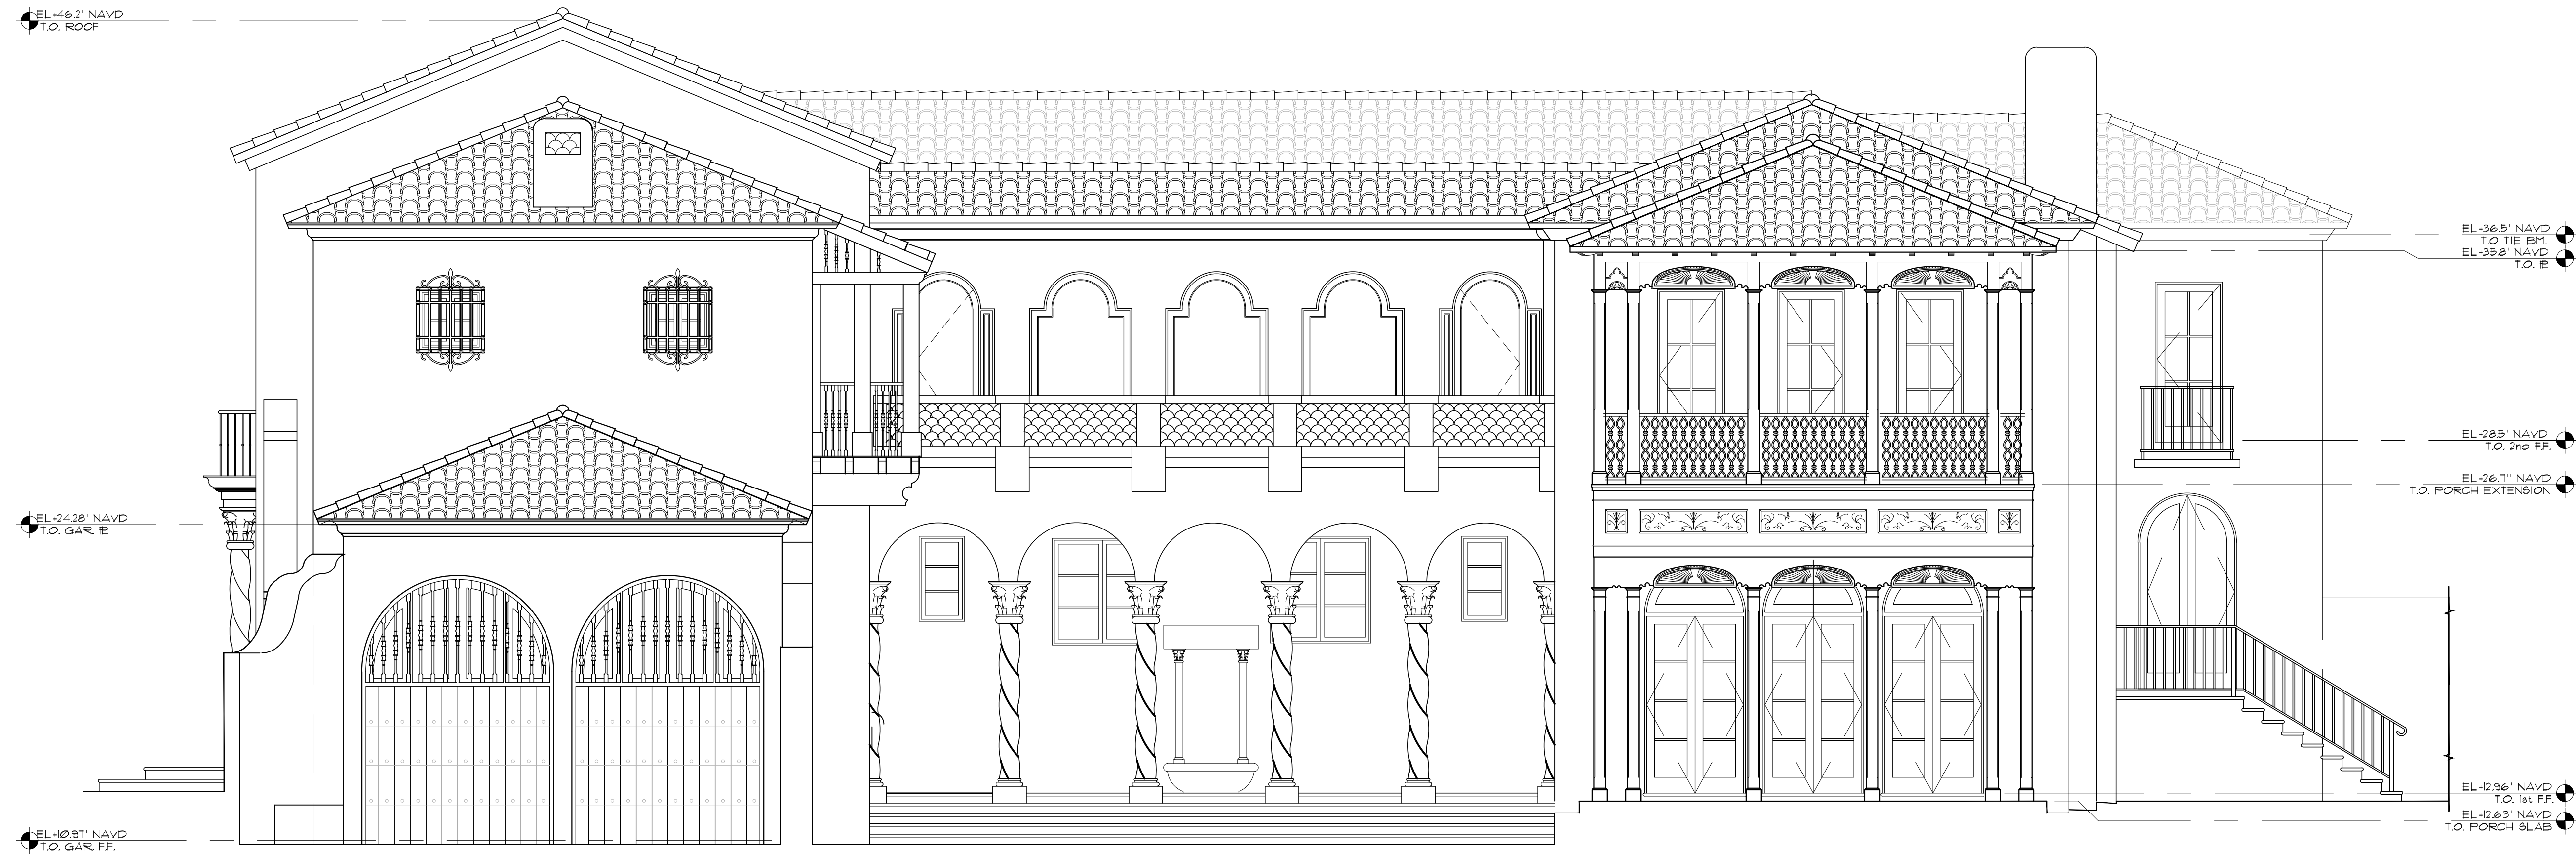 EL+46.2' NAVD
T.O. ROOF
EL+36.5' NAVD
T.O TIE BM.
EL+35.8' NAVD
T.O. PL
EL+28.5' NAVD
T.O. 2nd F.F.
EL+26.7'' NAVD
T.O. PORCH EXTENSION
EL+24.28' NAVD
T.O. GAR. PL
EL+12.96' NAVD
T.O. 1st F.F.
EL+12.63' NAVD
T.O. PORCH SLAB
EL+10.97' NAVD
T.O. GAR. F.F.